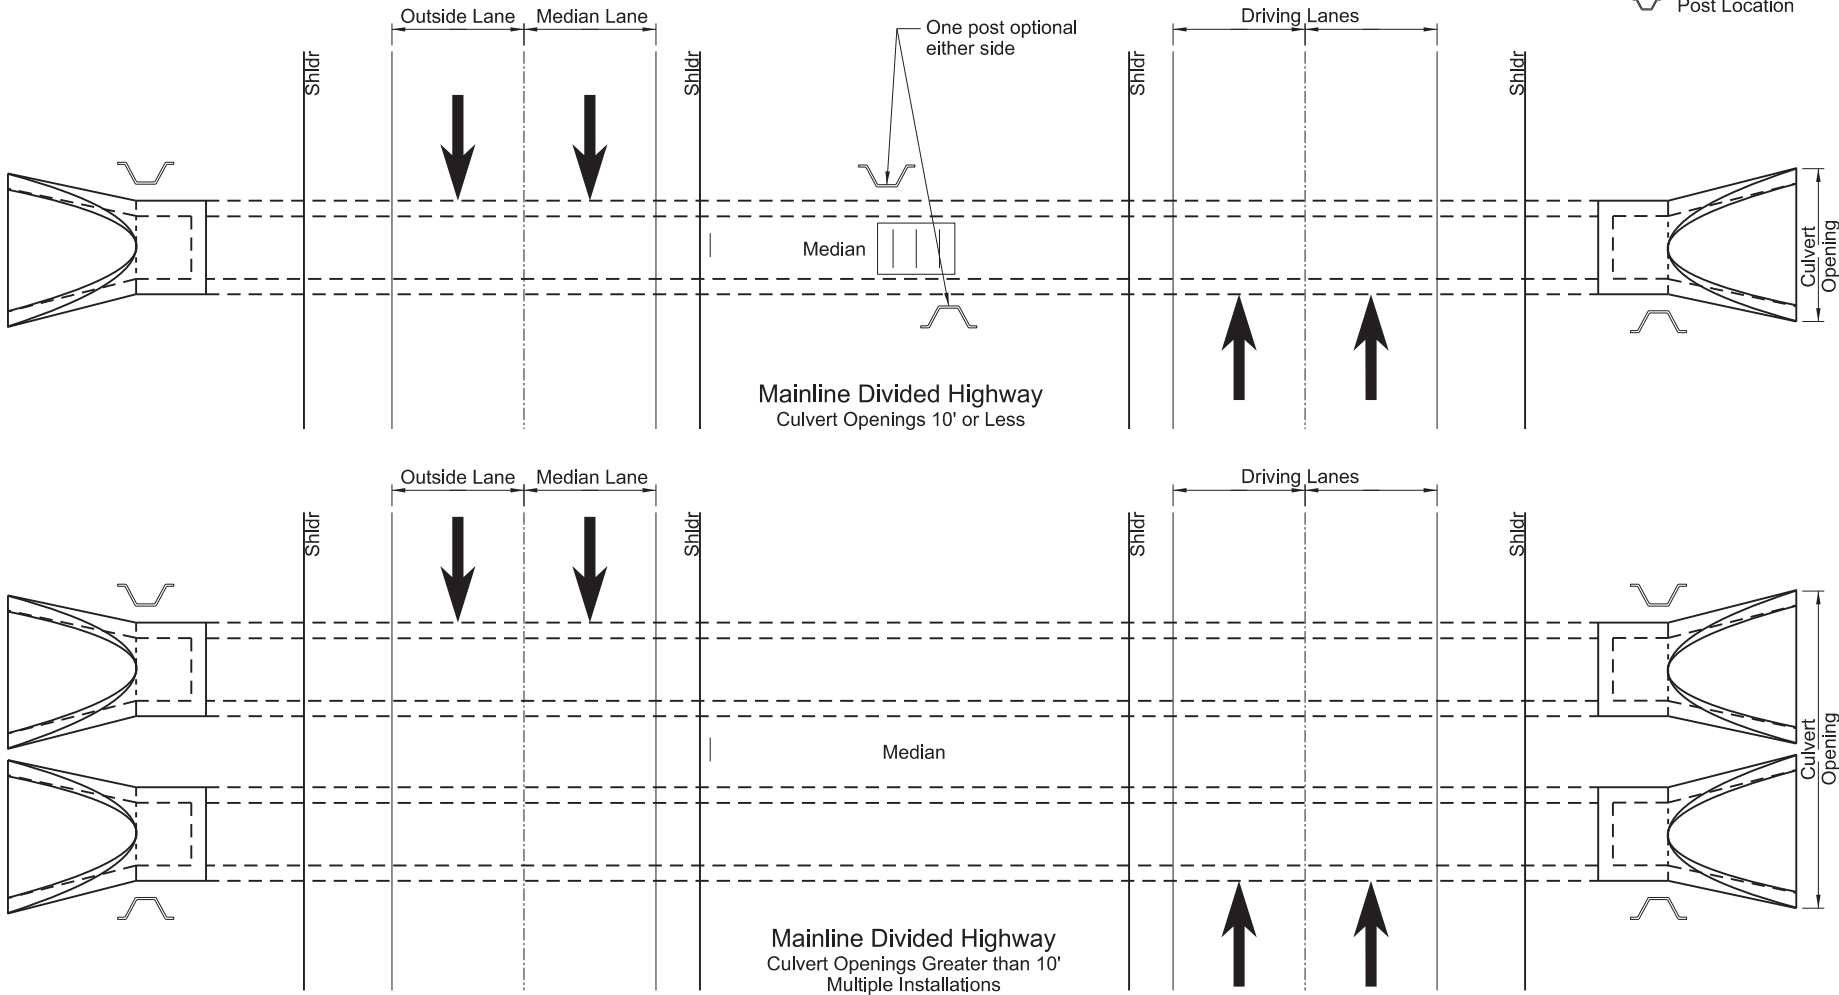 Post Location
Outside Lane
Median Lane
One post optional
either side
Driving Lanes
Shldr
Shldr
Shldr
Shldr
Median
Culvert
Opening
Mainline Divided Highway
Culvert Openings 10' or Less
Outside Lane
Median Lane
Driving Lanes
Shldr
Shldr
Shldr
Shldr
Median
Culvert
Opening
Mainline Divided Highway
Culvert Openings Greater than 10'
Multiple Installations